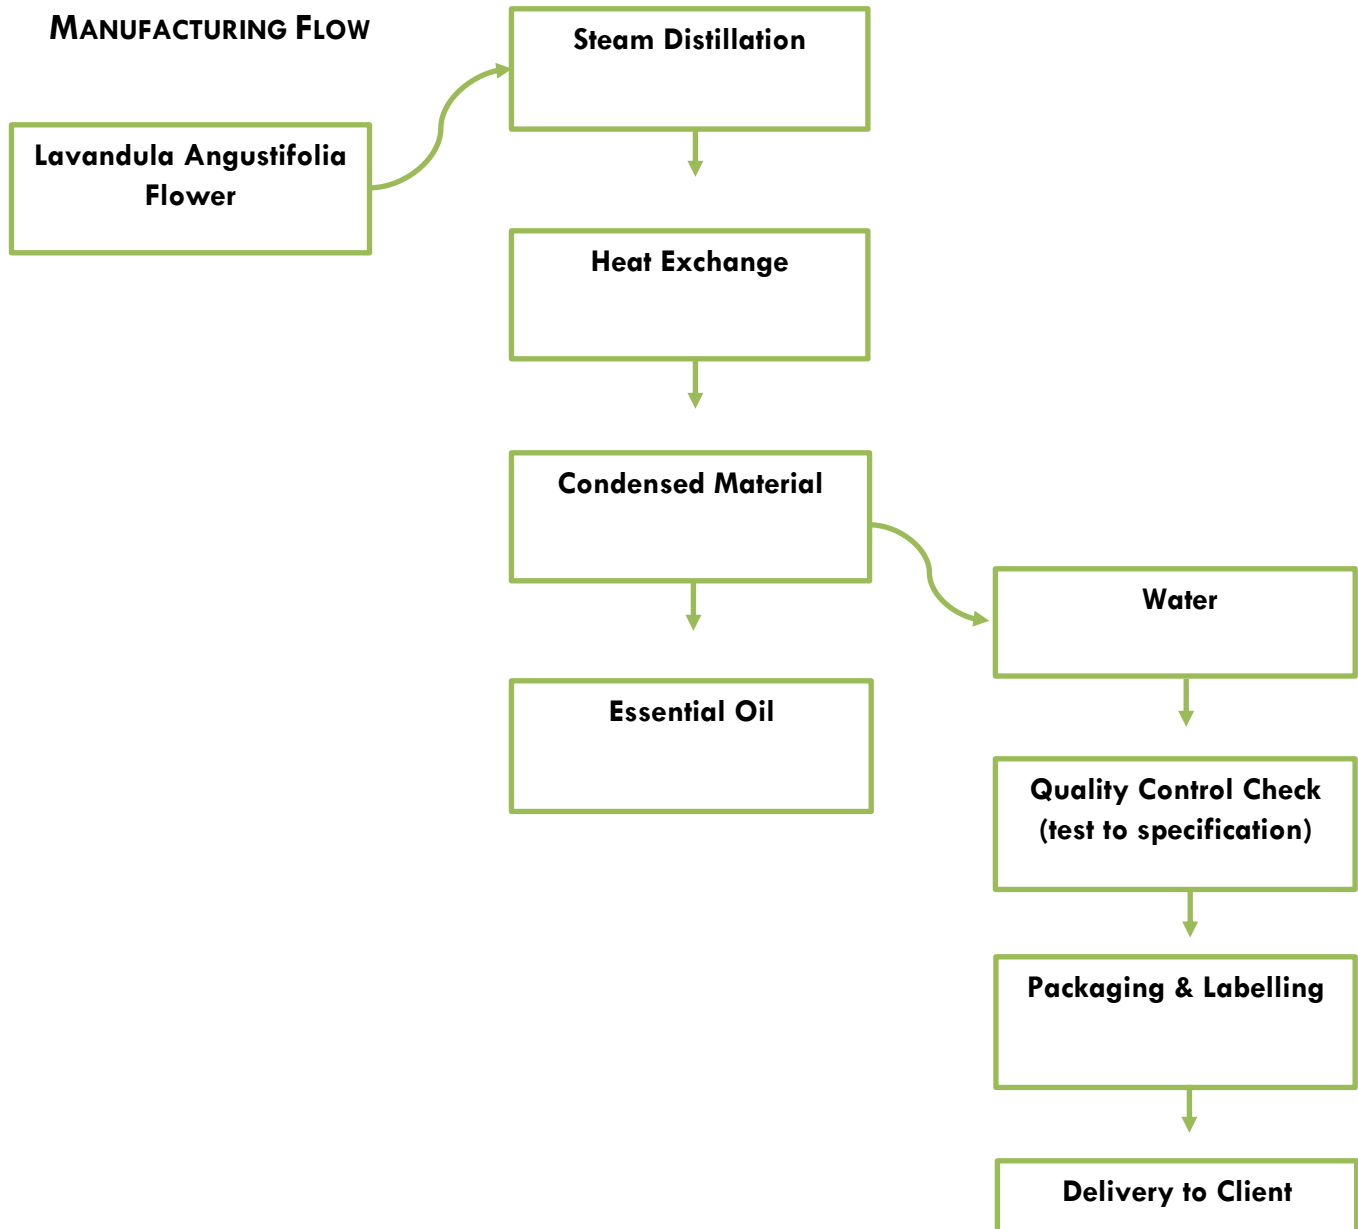 MANUFACTURING FLOW
Steam Distillation
Lavandula Angustifolia
Flower
Heat Exchange
Condensed Material
Water
Essential Oil
Quality Control Check
(test to specification)
Packaging & Labelling
Delivery to Client